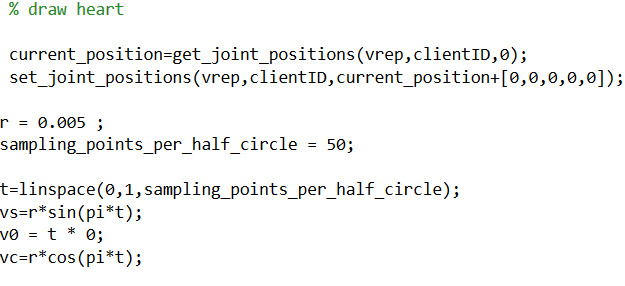 % draw heart
current_position=get_joint_positions(vrep,clientID,0);
set_joint_positions(vrep,clientID,current_position+[0,0,0,0,0]);
r = 0.005 ;
sampling_points_per_half_circle = 50;
t=linspace(0,1,sampling_points_per_half_circle);
vs=r*sin(pi*t);
v0 = t * 0;
vc=r*cos(pi*t);